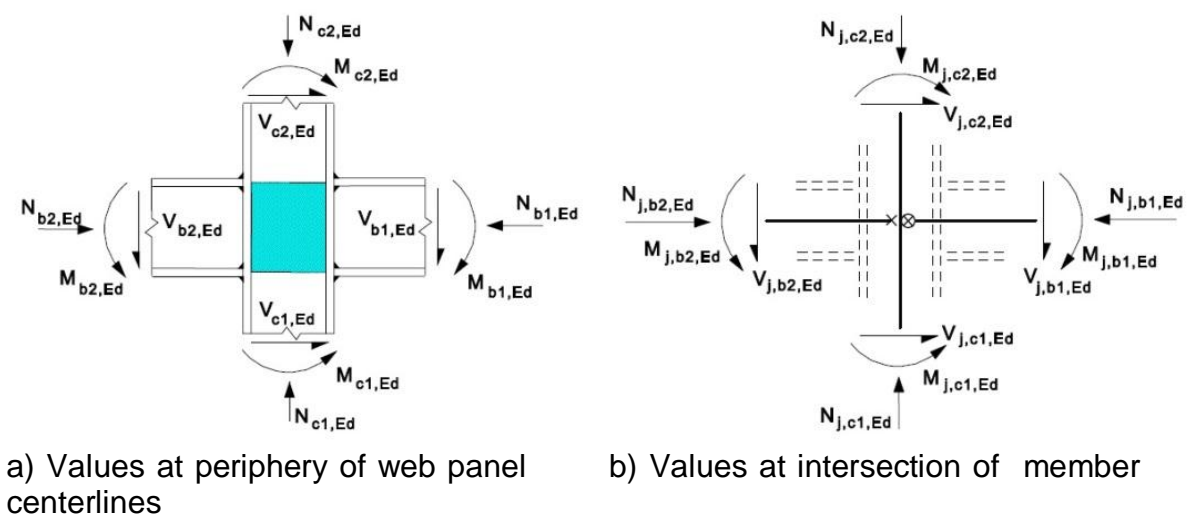 N c2,Ed
M c2,Ed
V c2,Ed
N b2,Ed
V b2,Ed
M b2,Ed
V b1,Ed
N b1,Ed
M b1,Ed
V c1,Ed
M c1,Ed
N c1,Ed
N j,c2,Ed
M j,c2,Ed
V j,c2,Ed
N j,b2,Ed
M j,b2,Ed
V j,b2,Ed
N j,b1,Ed
M j,b1,Ed
V j,b1,Ed
V j,c1,Ed
M j,c1,Ed
N j,c1,Ed
a) Values at periphery of web panel
centerlines
b) Values at intersection of member